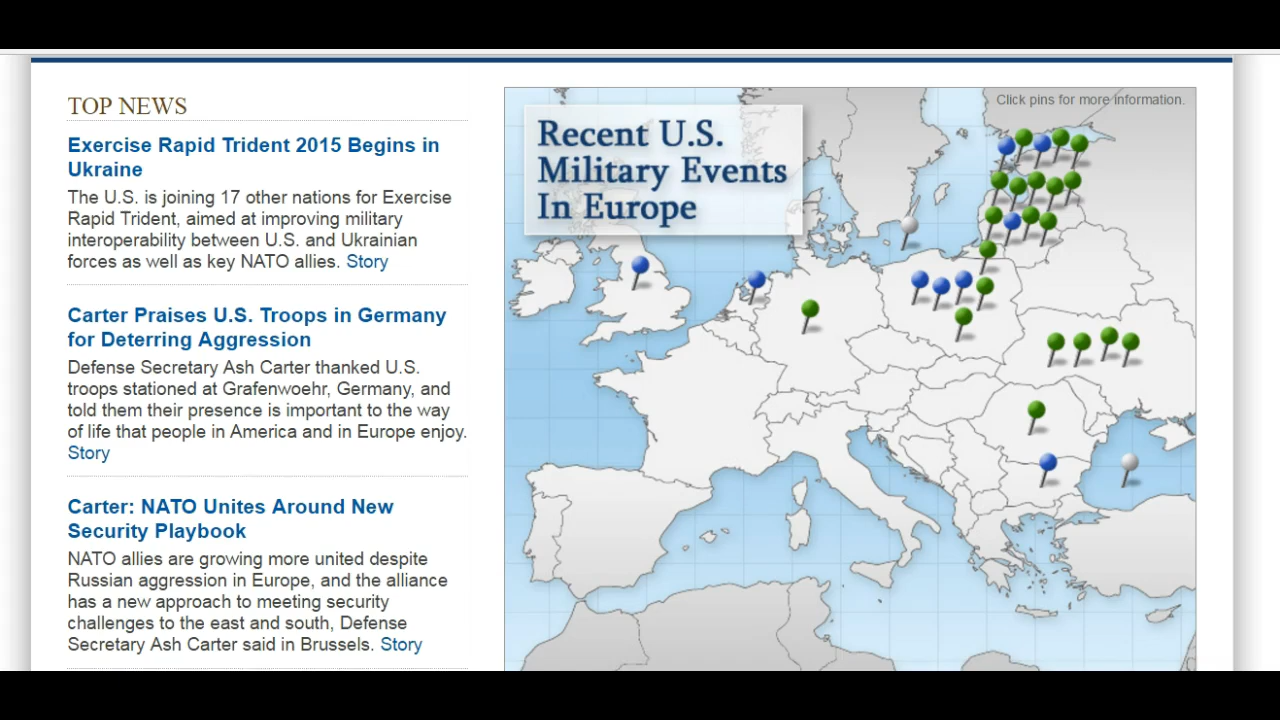 TOP NEWS
Exercise Rapid Trident 2015 Begins in
Ukraine
The U.S. is joining 17 other nations for Exercise
Rapid Trident, aimed at improving military
interoperability between U.S. and Ukrainian
forces as well as key NATO allies. Story
Carter Praises U.S. Troops in Germany
for Deterring Aggression
Defense Secretary Ash Carter thanked U.S.
troops stationed at Grafenwoehr, Germany, and
told them their presence is important to the way
of life that people in America and in Europe enjoy.
Story
Carter: NATO Unites Around New
Security Playbook
NATO allies are growing more united despite
Russian aggression in Europe, and the alliance
has a new approach to meeting security
challenges to the east and south, Defense
Secretary Ash Carter said in Brussels. Story
Click pins for more information.
Recent U.S.
Military Events
In Europe